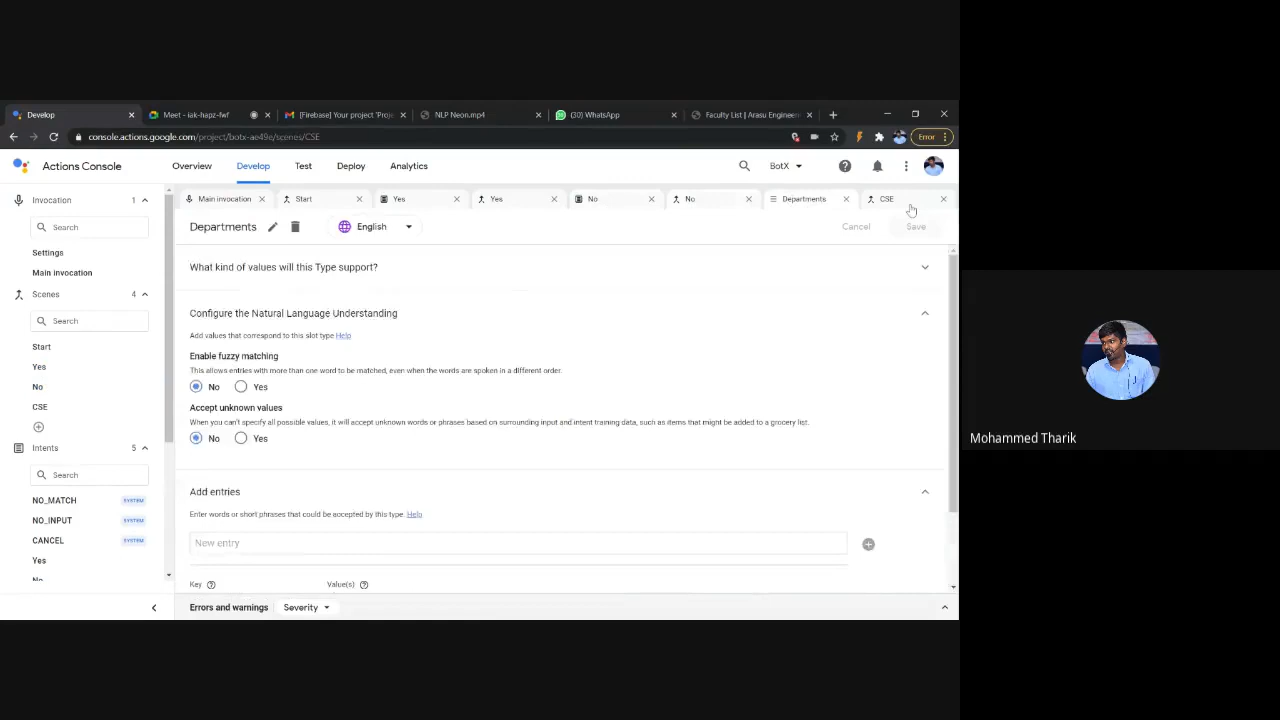 Develop
Meet - iak-hapz-fwf
[Firebase] Your project 'Proje
NLP Neon.mp4
(30) WhatsApp
Faculty List | Arasu Engineeri
console.actions.google.com/project/botx-ae49e/scenes/CSE
Error
Actions Console
Overview
Develop
Test
Deploy
Analytics
BotX
Invocation
1
Search
Settings
Main invocation
Scenes
4
Search
Start
Yes
No
CSE
Intents
5
Search
NO_MATCH
SYSTEM
NO_INPUT
SYSTEM
CANCEL
SYSTEM
Yes
No
Main invocation
Start
Yes
Yes
No
No
Departments
CSE
Departments
English
Cancel
Save
What kind of values will this Type support?
Configure the Natural Language Understanding
Add values that correspond to this slot type Help
Enable fuzzy matching
This allows entries with more than one word to be matched, even when the words are spoken in a different order.
No
Yes
Accept unknown values
When you can't specify all possible values, it will accept unknown words or phrases based on surrounding input and intent training data, such as items that might be added to a grocery list.
No
Yes
Add entries
Enter words or short phrases that could be accepted by this type. Help
New entry
Key
Value(s)
Errors and warnings
Severity
Mohammed Tharik